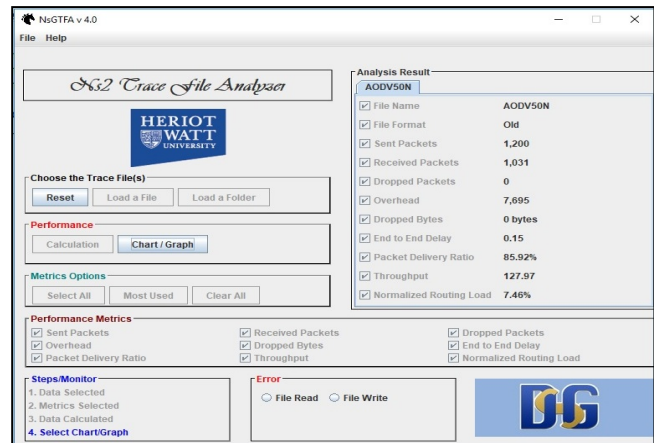 NsGTFA v 4.0
File Help
Ns2 Trace File Analyzer
HERIOT
WATT
UNIVERSITY
Choose the Trace File(s)
Reset Load a File Load a Folder
Performance
Calculation Chart / Graph
Metrics Options
Select All Most Used Clear All
Analysis Result
AODV50N
File Name AODV50N
File Format Old
Sent Packets 1,200
Received Packets 1,031
Dropped Packets 0
Overhead 7,695
Dropped Bytes 0 bytes
End to End Delay 0.15
Packet Delivery Ratio 85.92%
Throughput 127.97
Normalized Routing Load 7.46%
Performance Metrics
Sent Packets Received Packets Dropped Packets
Overhead Dropped Bytes End to End Delay
Packet Delivery Ratio Throughput Normalized Routing Load
Steps/Monitor
1. Data Selected
2. Metrics Selected
3. Data Calculated
4. Select Chart/Graph
Error
File Read File Write
DSG